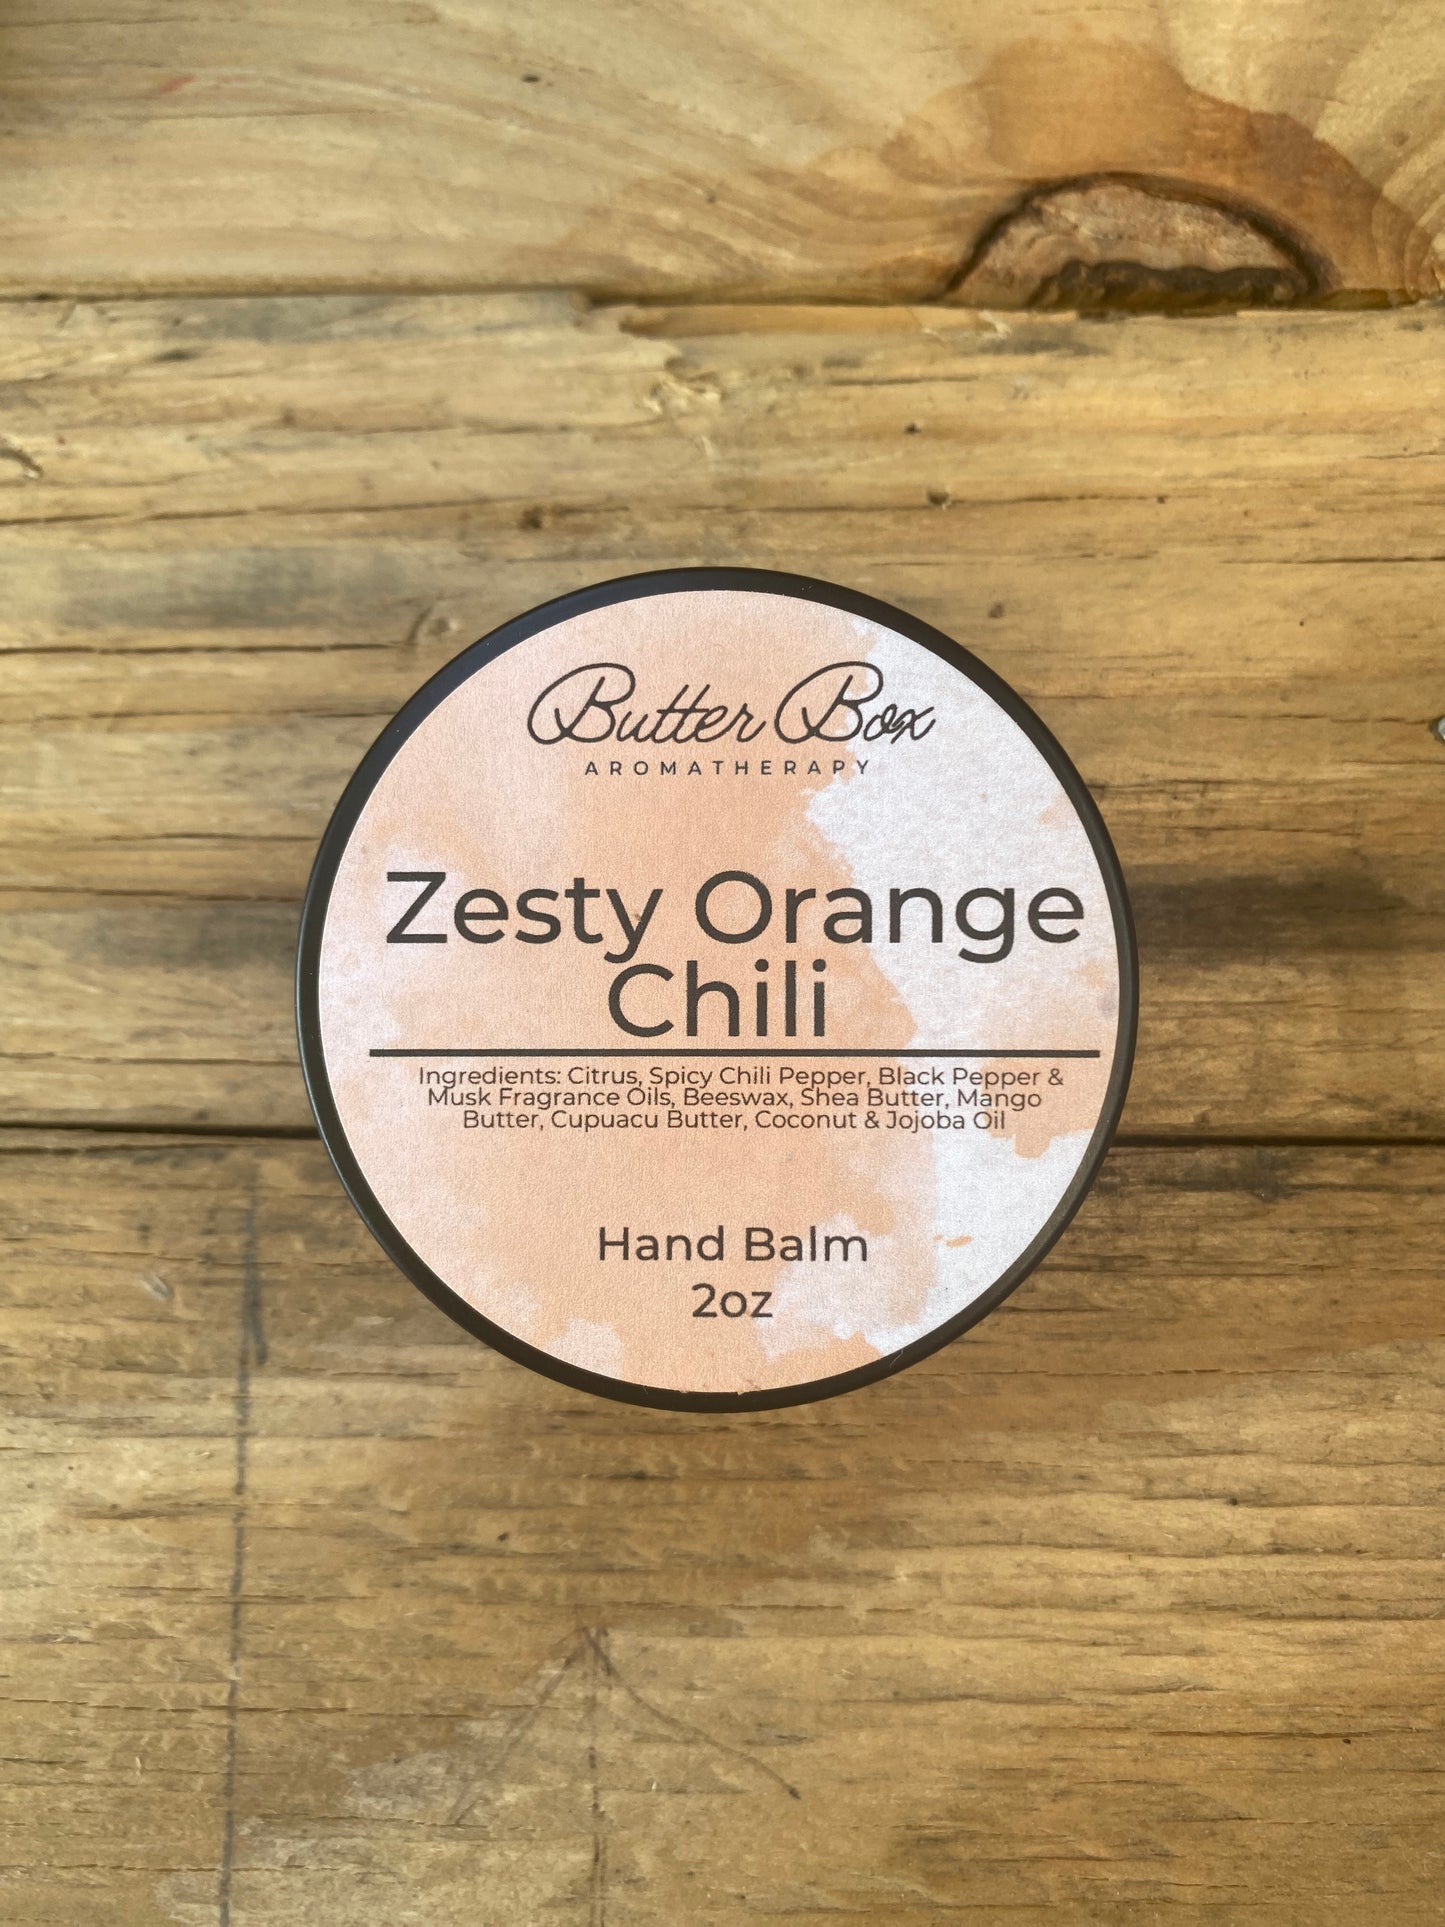 Butter Box
AROMATHERAPY
Zesty Orange
Chili
Ingredients: Citrus, Spicy Chili Pepper, Black Pepper &
Musk Fragrance Oils, Beeswax, Shea Butter, Mango
Butter, Cupuacu Butter, Coconut & Jojoba Oil
Hand Balm
2oz